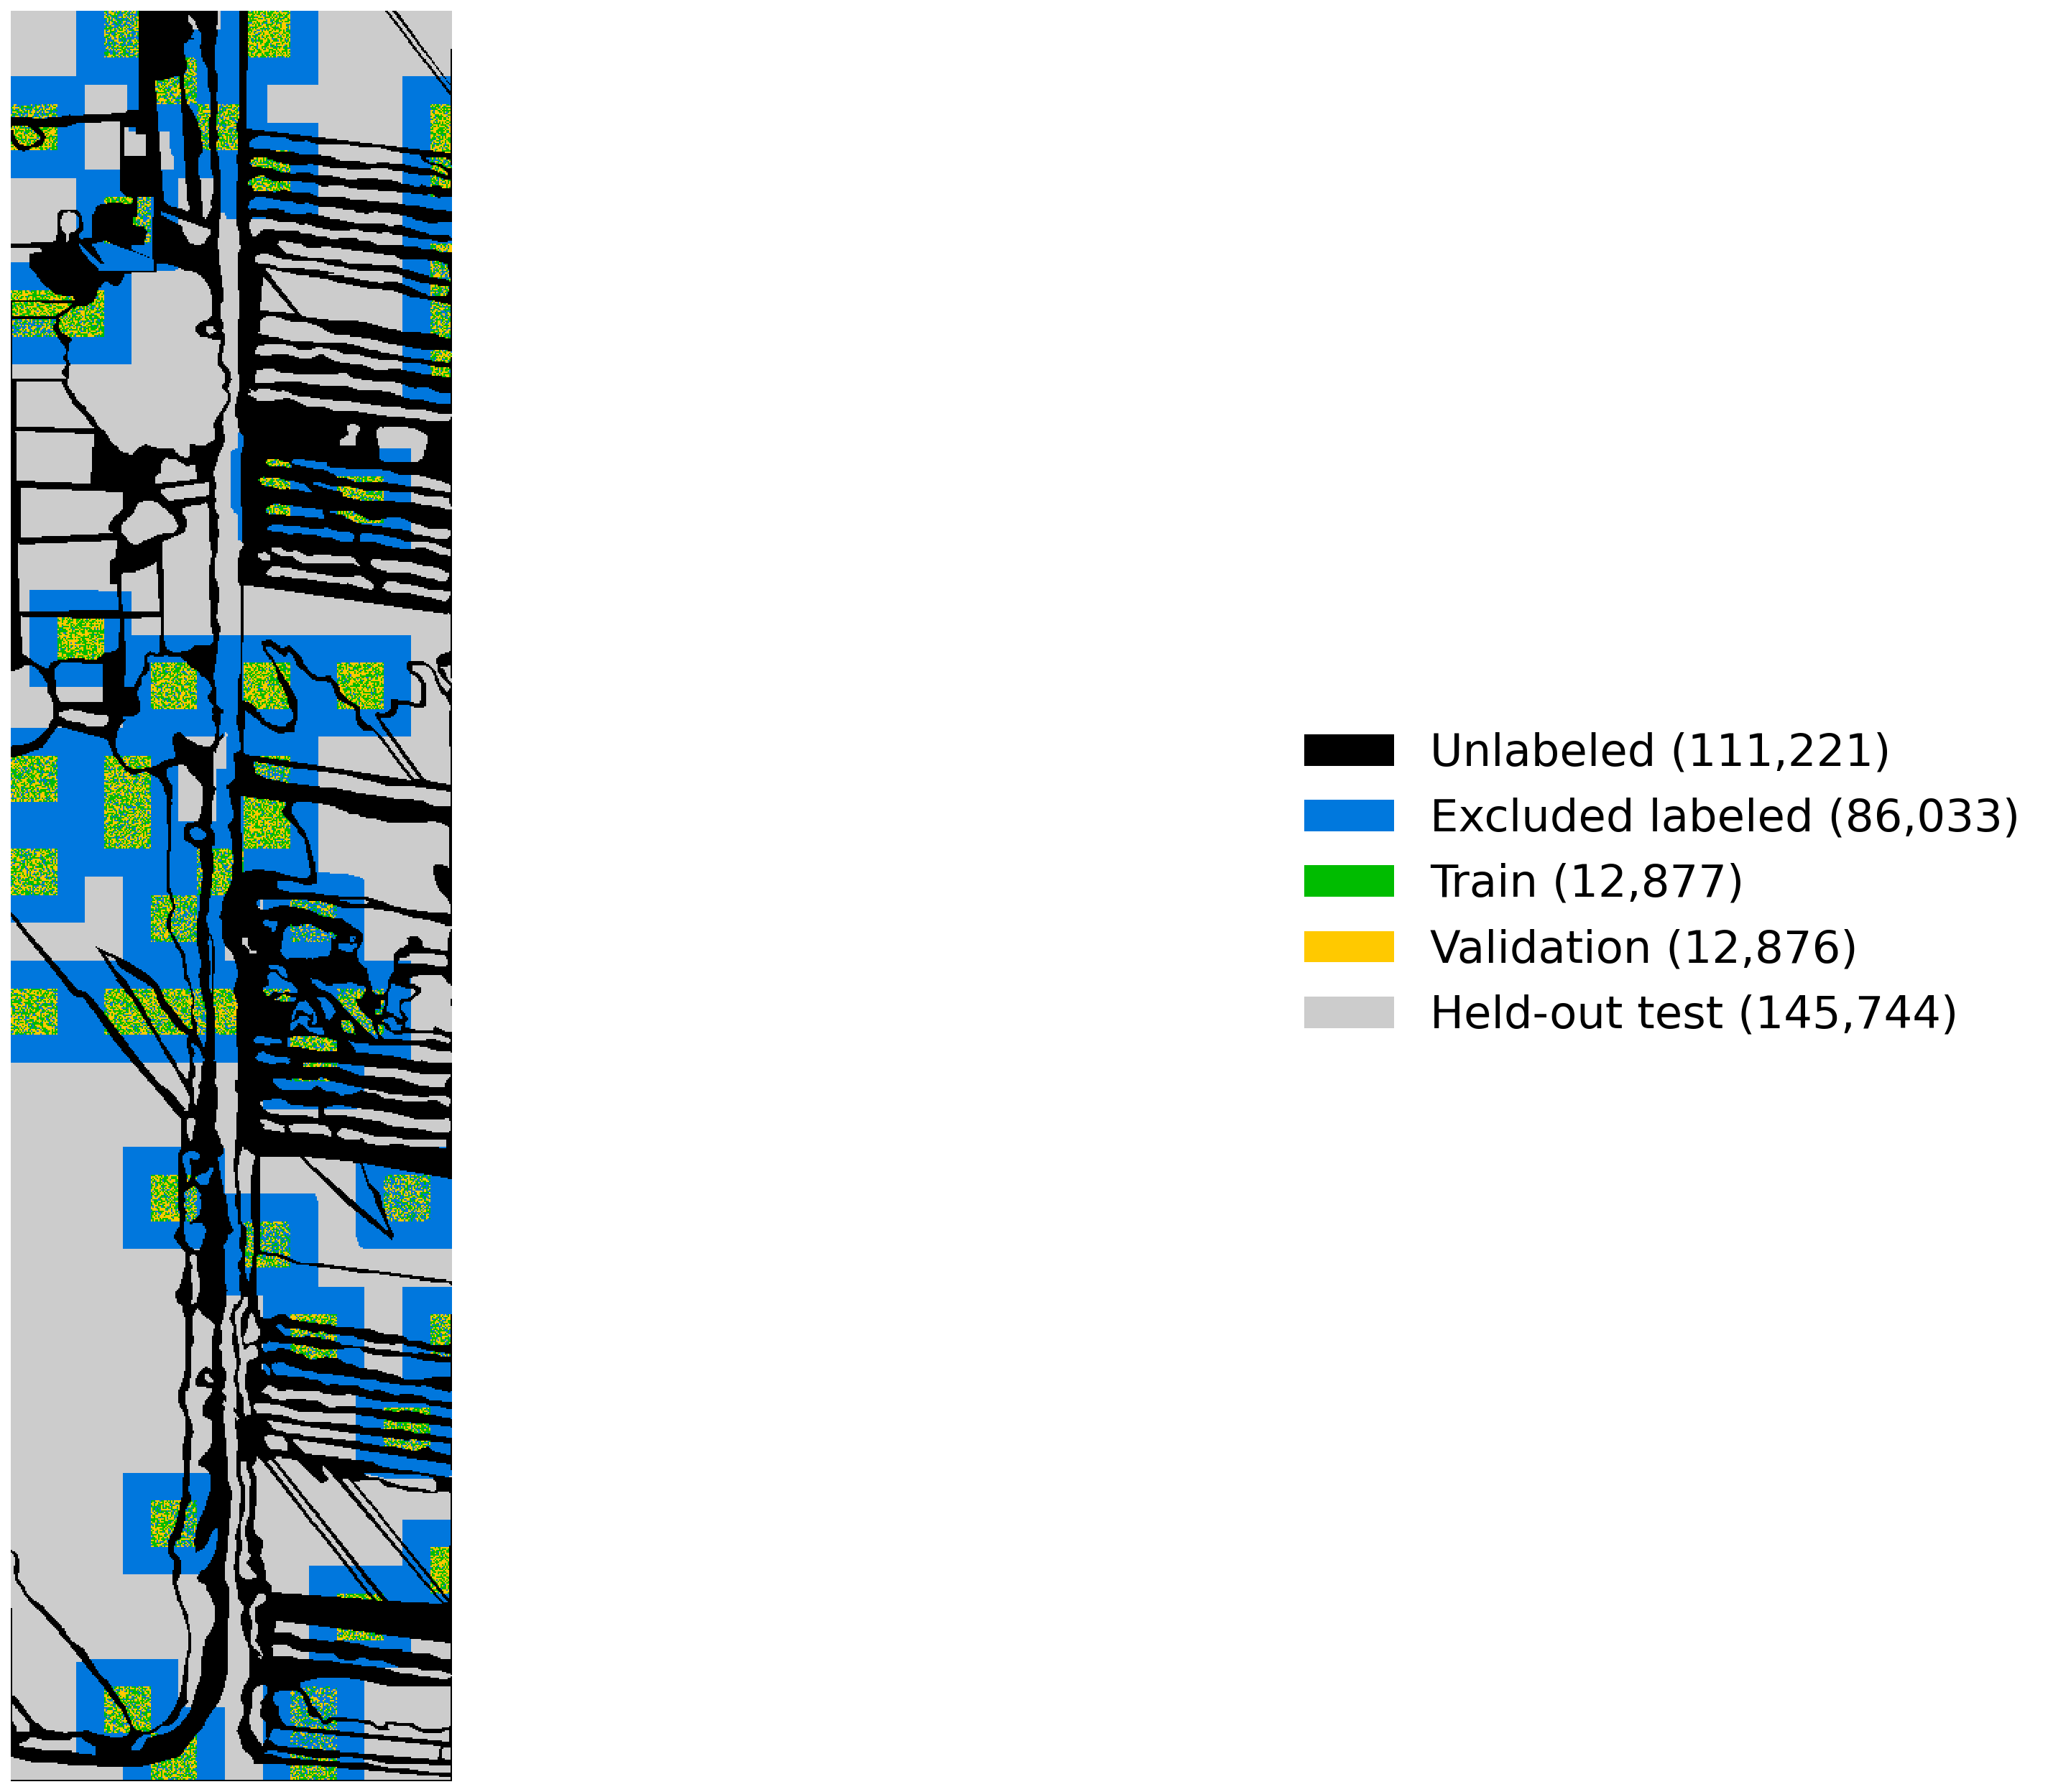 Unlabeled (111,221)
Excluded labeled (86,033)
Train (12,877)
Validation (12,876)
Held-out test (145,744)